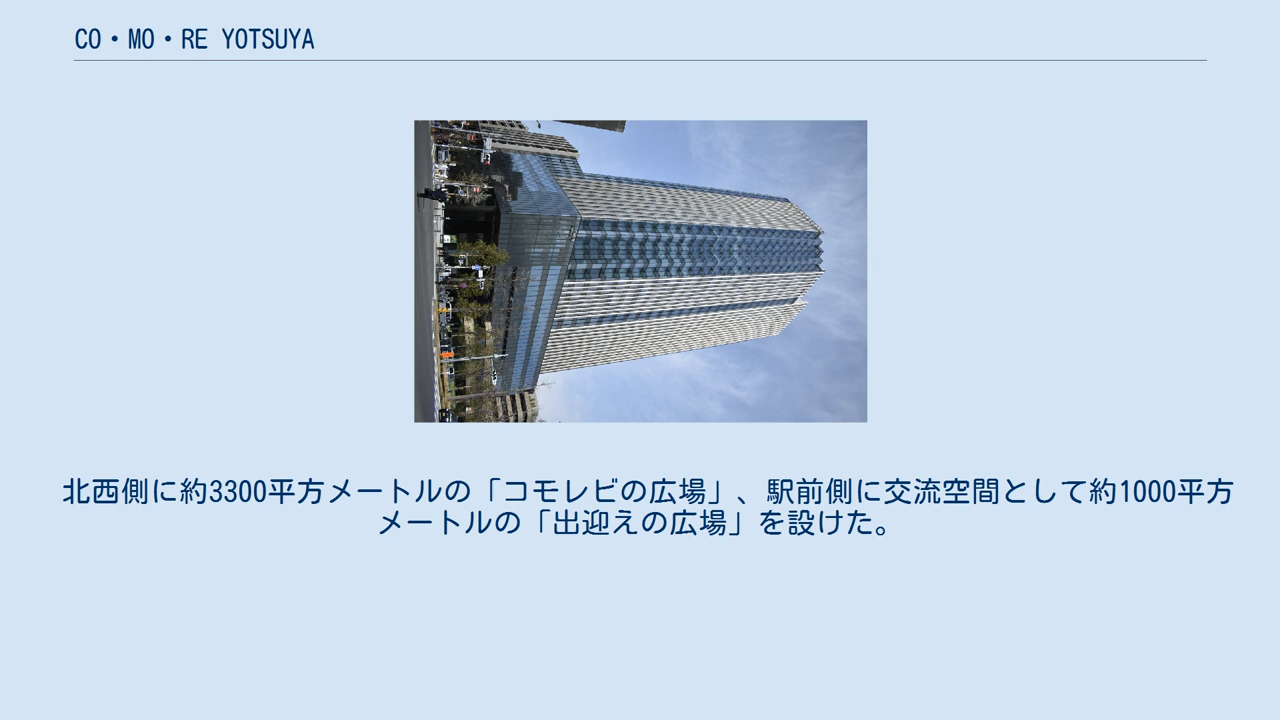 CO・MO・RE YOTSUYA
北西側に約3300平方メートルの「コモレビの広場」、駅前側に交流空間として約1000平方
メートルの「出迎えの広場」を設けた。